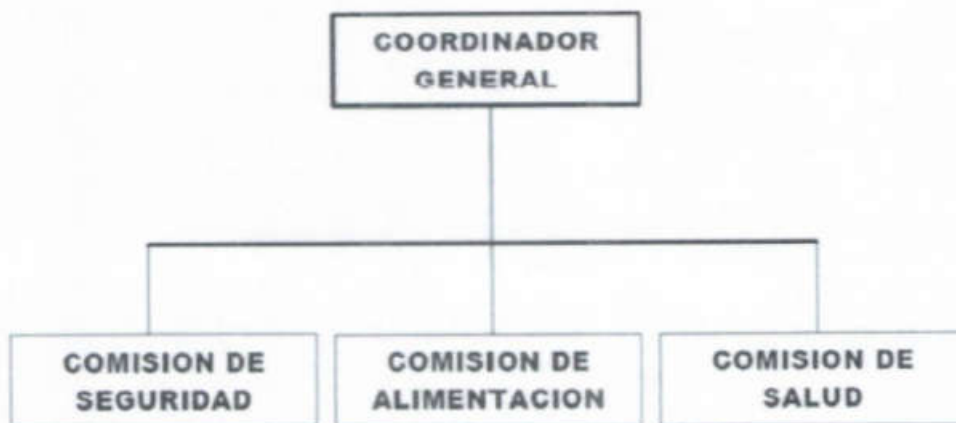 COORDINADOR
GENERAL
COMISION DE
SEGURIDAD
COMISION DE
ALIMENTACION
COMISION DE
SALUD